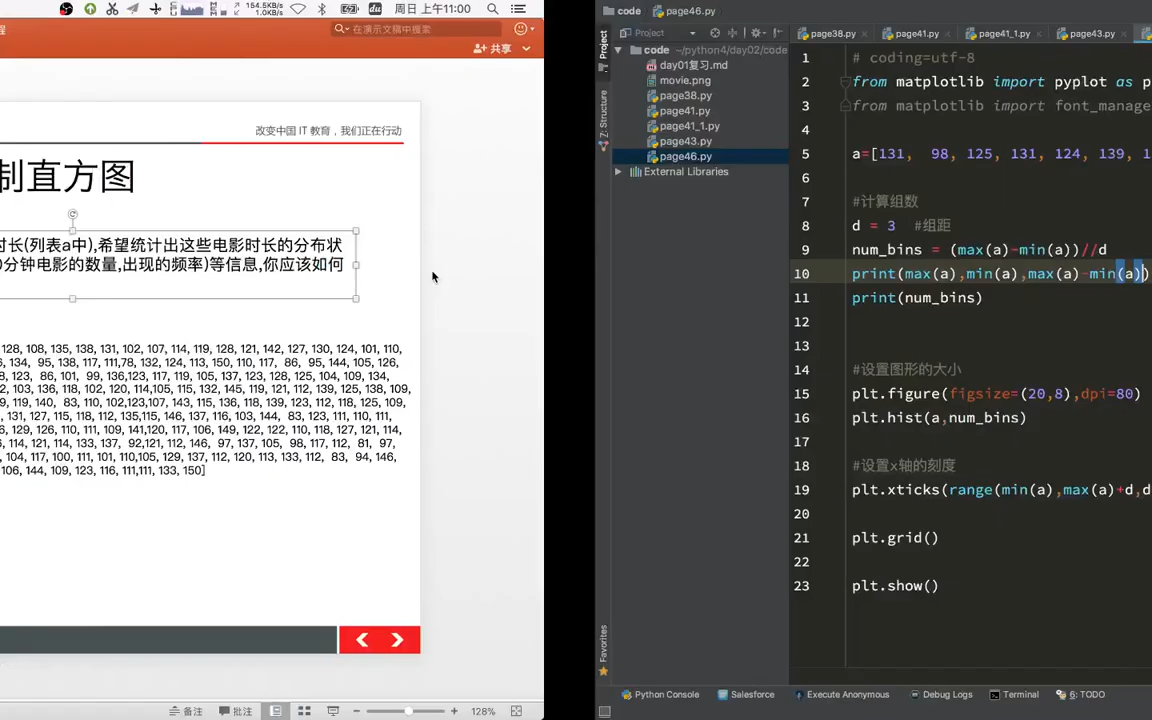 154.5KB/s
1.0KB/s
周日 上午11:00
程
在演示文稿中搜索
共享
改变中国 IT 教育，我们正在行动
制直方图
时长(列表a中),希望统计出这些电影时长的分布状
分钟电影的数量,出现的频率)等信息,你应该如何
128, 108, 135, 138, 131, 102, 107, 114, 119, 128, 121, 142, 127, 130, 124, 101, 110,
134, 95, 138, 117, 111,78, 132, 124, 113, 150, 110, 117, 86, 95, 144, 105, 126,
123, 86, 101, 99, 136,123, 117, 119, 105, 137, 123, 128, 125, 104, 109, 134,
103, 136, 118, 102, 120, 114,105, 115, 132, 145, 119, 121, 112, 139, 125, 138, 109,
119, 140, 83, 110, 102,123,107, 143, 115, 136, 118, 139, 123, 112, 118, 125, 109,
131, 127, 115, 118, 112, 135,115, 146, 137, 116, 103, 144, 83, 123, 111, 110, 111,
129, 126, 110, 111, 109, 141,120, 117, 106, 149, 122, 122, 110, 118, 127, 121, 114,
114, 121, 114, 133, 137, 92,121, 112, 146, 97, 137, 105, 98, 117, 112, 81, 97,
104, 117, 100, 111, 101, 110,105, 129, 137, 112, 120, 113, 133, 112, 83, 94, 146,
106, 144, 109, 123, 116, 111,111, 133, 150]
备注
批注
128%
code
page46.py
Project
code ~/python4/day02/code
day01复习.md
movie.png
page38.py
page41.py
page41_1.py
page43.py
page46.py
External Libraries
Project
Z: Structure
Favorites
page38.py
page41.py
page41_1.py
page43.py
1 # coding=utf-8
2 from matplotlib import pyplot as p
3 from matplotlib import font_manage
4
5 a=[131, 98, 125, 131, 124, 139, 1
6
7 #计算组数
8 d = 3 #组距
9 num_bins = (max(a)-min(a))//d
10 print(max(a),min(a),max(a)-min(a))
11 print(num_bins)
12
13
14 #设置图形的大小
15 plt.figure(figsize=(20,8),dpi=80)
16 plt.hist(a,num_bins)
17
18 #设置x轴的刻度
19 plt.xticks(range(min(a),max(a)+d,d
20
21 plt.grid()
22
23 plt.show()
Python Console
Salesforce
Execute Anonymous
Debug Logs
Terminal
6: TODO